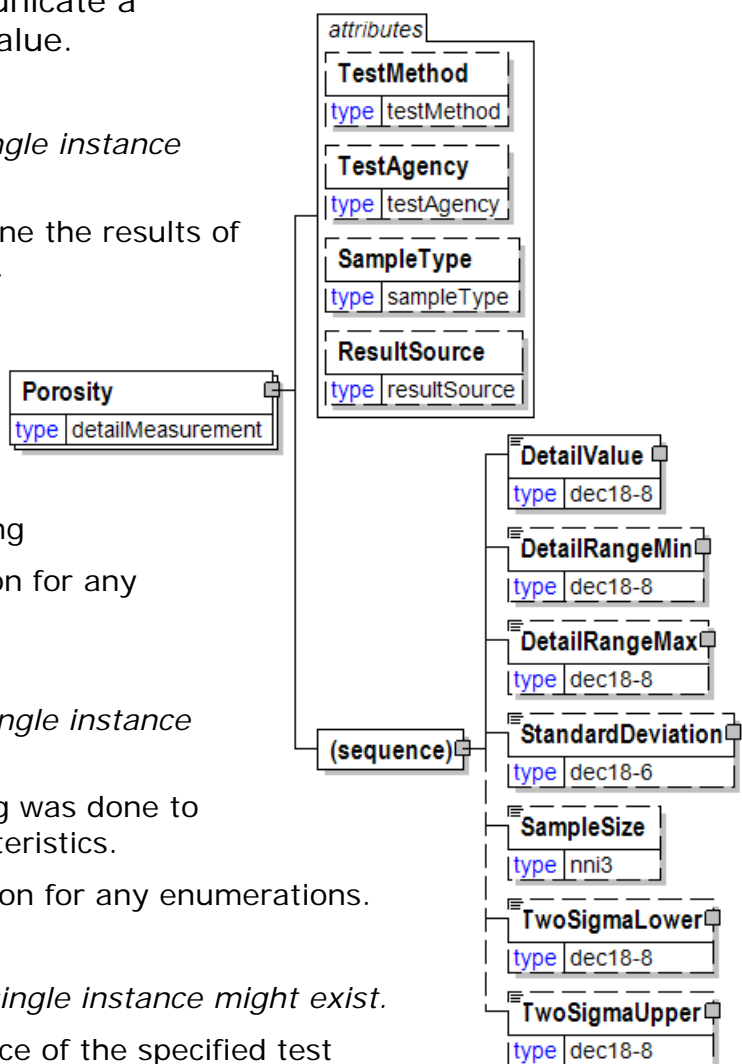 alue.
ngle instance
ne the results of
ng
on for any
ngle instance
g was done to
teristics.
on for any enumerations.
single instance might exist.
ce of the specified test
attributes
TestMethod
type testMethod
TestAgency
type testAgency
SampleType
type sampleType
ResultSource
type resultSource
Porosity
type detailMeasurement
(sequence)
DetailValue
type dec18-8
DetailRangeMin
type dec18-8
DetailRangeMax
type dec18-8
StandardDeviation
type dec18-6
SampleSize
type nni3
TwoSigmaLower
type dec18-8
TwoSigmaUpper
type dec18-8